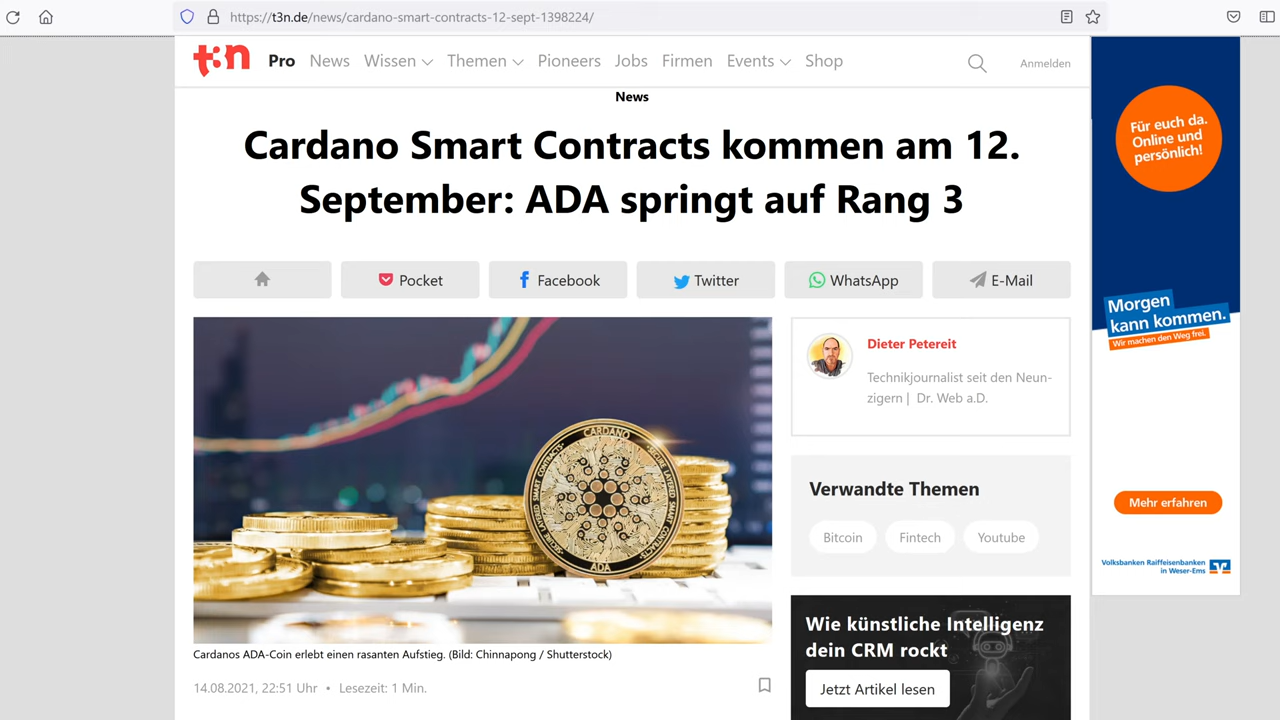 https://t3n.de/news/cardano-smart-contracts-12-sept-1398224/
t3n
Pro News Wissen Themen Pioneers Jobs Firmen Events Shop
Anmelden
News
Cardano Smart Contracts kommen am 12.
September: ADA springt auf Rang 3
Pocket
Facebook
Twitter
WhatsApp
E-Mail
CARDANO
SMART CONTRACTS
ADA
Cardanos ADA-Coin erlebt einen rasanten Aufstieg. (Bild: Chinnapong / Shutterstock)
14.08.2021, 22:51 Uhr • Lesezeit: 1 Min.
Dieter Petereit
Technikjournalist seit den Neun-
zigern | Dr. Web a.D.
Verwandte Themen
Bitcoin
Fintech
Youtube
Wie künstliche Intelligenz
dein CRM rockt
Jetzt Artikel lesen
Für euch da.
Online und
persönlich!
Morgen
kann kommen.
Wir machen den Weg frei.
Mehr erfahren
Volksbanken Raiffeisenbanken
in Weser-Ems